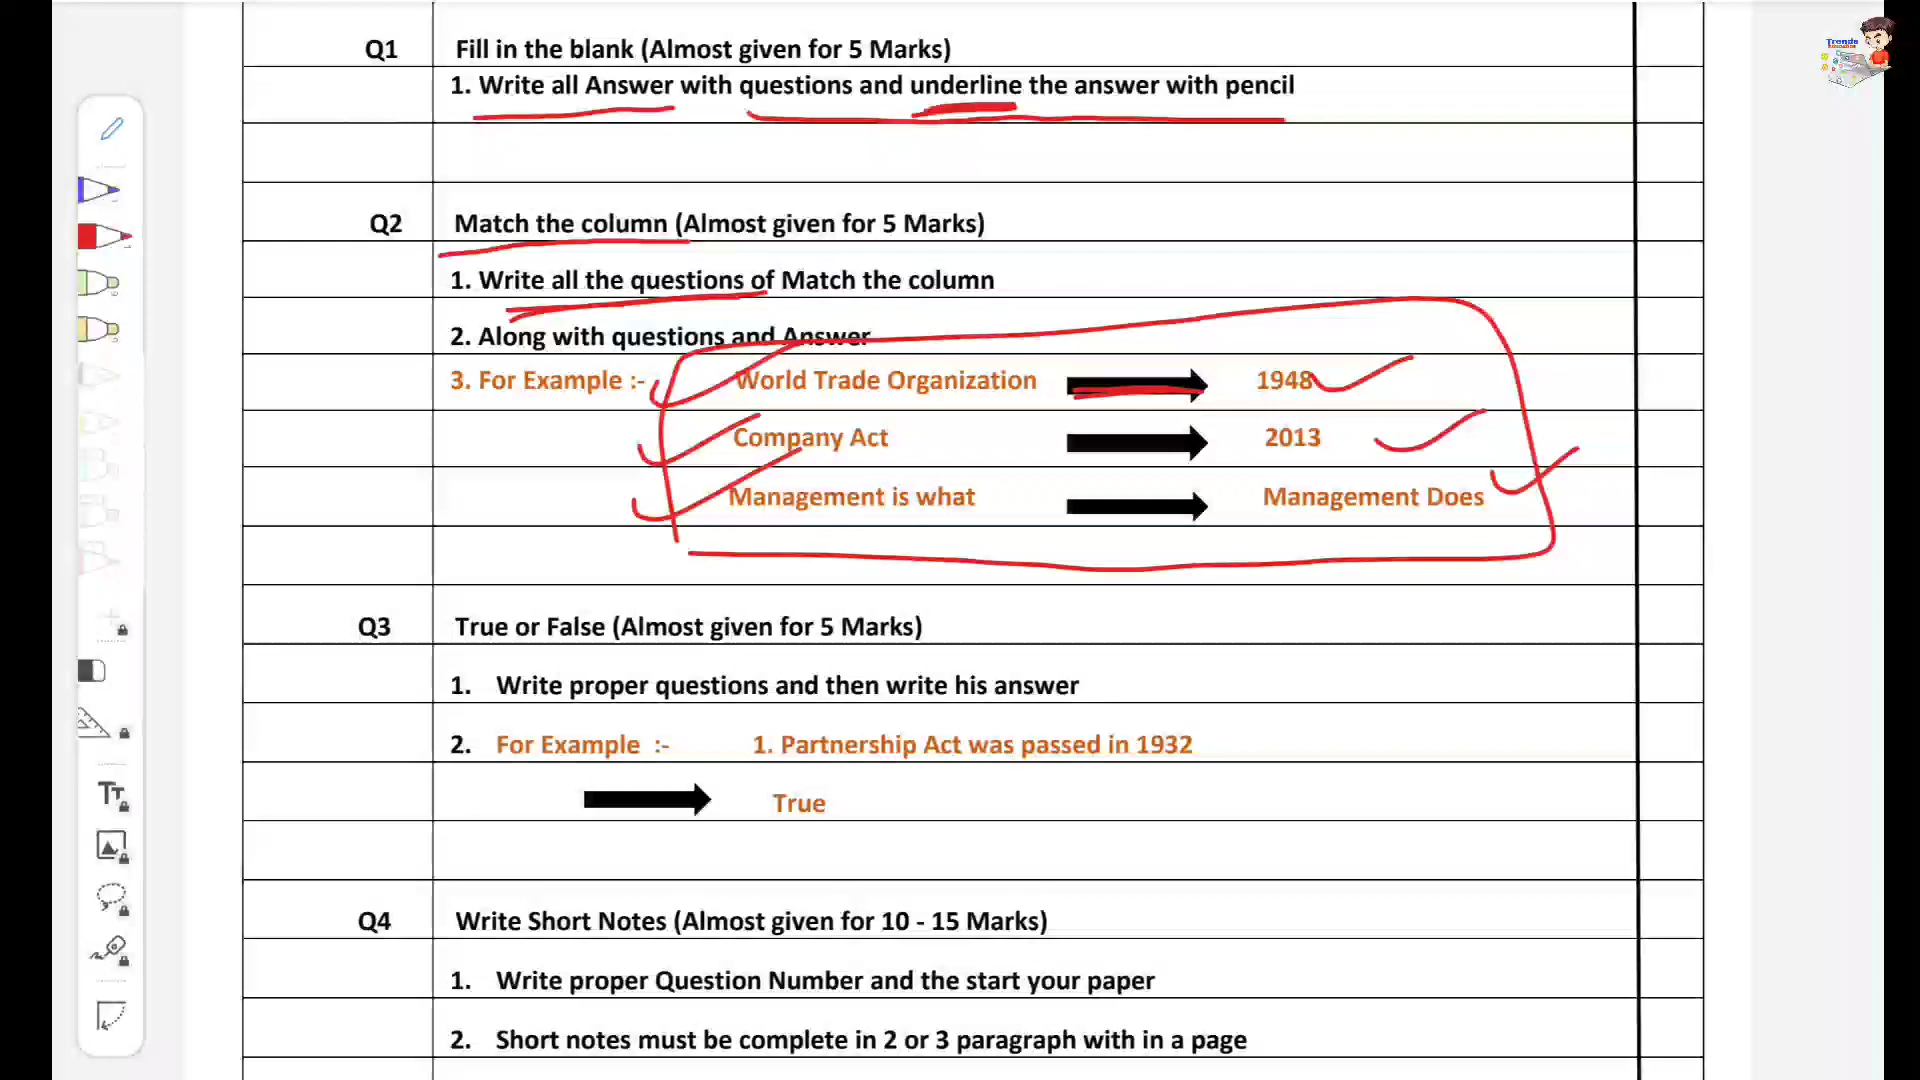 Trends
Q1 Fill in the blank (Almost given for 5 Marks)
1. Write all Answer with questions and underline the answer with pencil
Q2 Match the column (Almost given for 5 Marks)
1. Write all the questions of Match the column
2. Along with questions and Answer
3. For Example :- World Trade Organization 1948
Company Act 2013
Management is what Management Does
Q3 True or False (Almost given for 5 Marks)
1. Write proper questions and then write his answer
2. For Example :- 1. Partnership Act was passed in 1932
True
Q4 Write Short Notes (Almost given for 10 - 15 Marks)
1. Write proper Question Number and the start your paper
2. Short notes must be complete in 2 or 3 paragraph with in a page